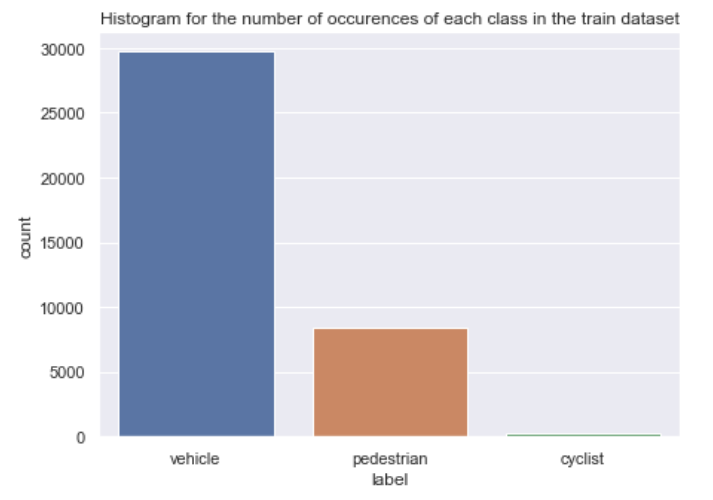 Histogram for the number of occurences of each class in the train dataset
30000
25000
20000
15000
10000
5000
0
count
vehicle pedestrian cyclist
label